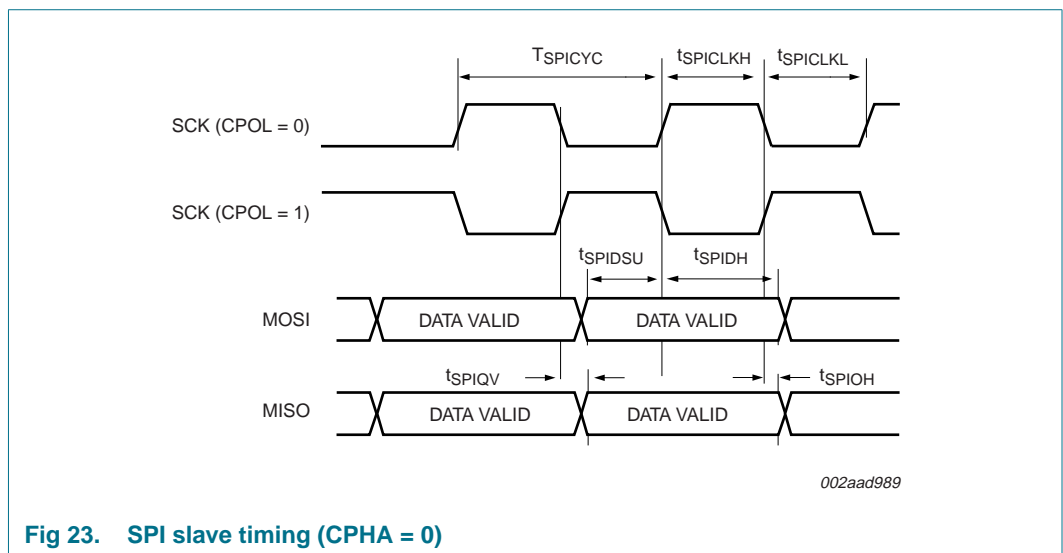 TSPICYC tSPICLKH tSPICLKL
SCK (CPOL = 0)
SCK (CPOL = 1)
tSPIDSU tSPIDH
MOSI DATA VALID DATA VALID
tSPIQV tSPIOH
MISO DATA VALID DATA VALID
002aad989
Fig 23. SPI slave timing (CPHA = 0)